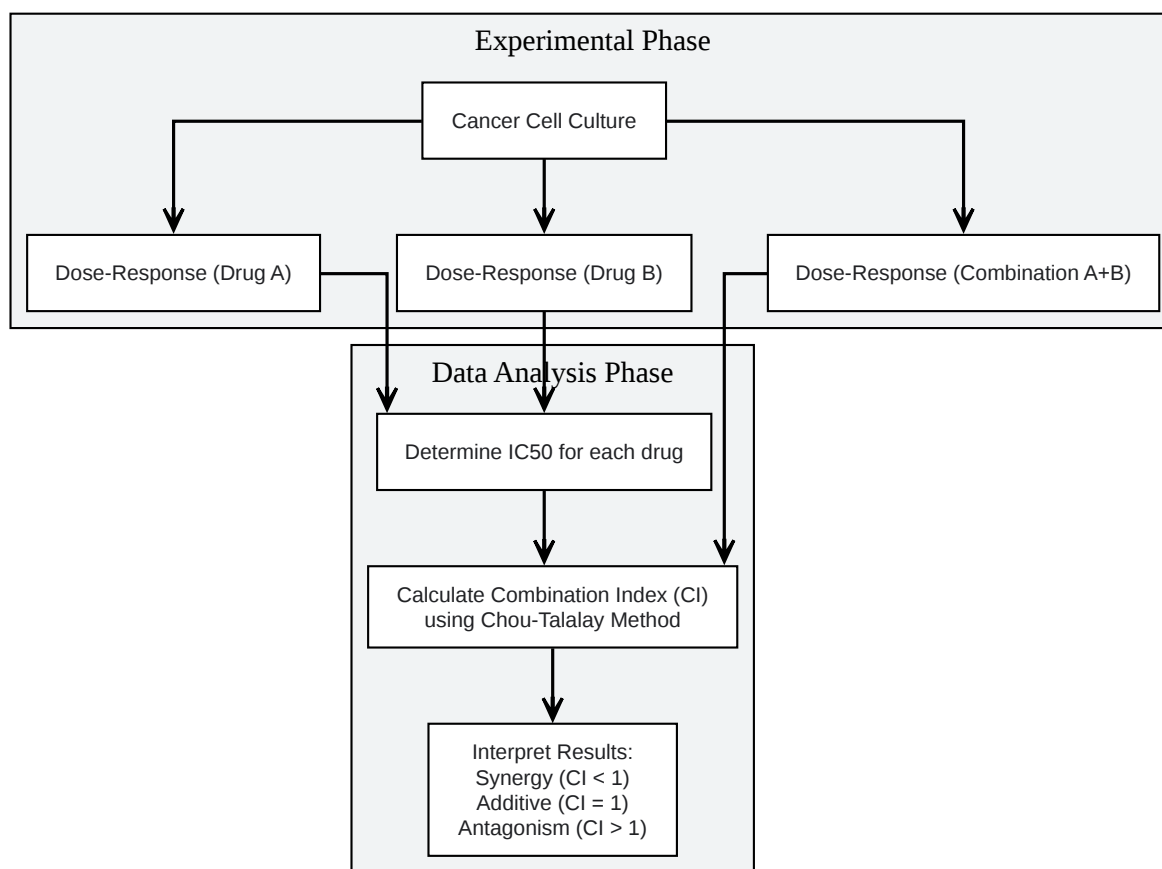 Experimental Phase
Cancer Cell Culture
Dose-Response (Drug A)
Dose-Response (Drug B)
Dose-Response (Combination A+B)
Data Analysis Phase
Determine IC50 for each drug
Calculate Combination Index (CI)
using Chou-Talalay Method
Interpret Results:
Synergy (CI < 1)
Additive (CI = 1)
Antagonism (CI > 1)